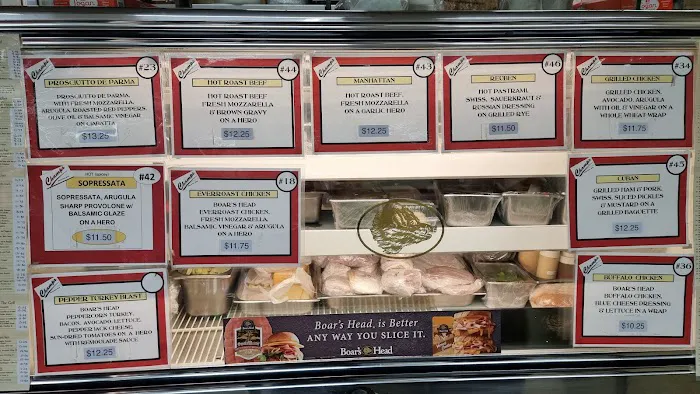 #23
PROSCIUTTO DE PARMA
PROSCIUTTO DE PARMA,
WITH FRESH MOZZARELLA,
ARUGULA, ROASTED RED PEPPERS,
OLIVE OIL & BALSAMIC VINEGAR
ON CIABATTA
$13.25
#44
HOT ROAST BEEF
HOT ROAST BEEF,
FRESH MOZZARELLA
& BROWN GRAVY
ON A HERO
$12.25
#43
MANHATTAN
HOT ROAST BEEF,
FRESH MOZZARELLA
ON A GARLIC HERO
$12.25
#46
REUBEN
HOT PASTRAMI,
SWISS, SAUERKRAUT &
RUSSIAN DRESSING
ON GRILLED RYE
$11.50
#34
GRILLED CHICKEN
GRILLED CHICKEN,
AVOCADO, ARUGULA
WITH OIL & VINEGAR ON A
WHOLE WHEAT WRAP
$11.75
#42
SOPRESSATA
SOPRESSATA, ARUGULA
SHARP PROVOLONE w/
BALSAMIC GLAZE
ON A HERO
$11.50
#18
EVERROAST CHICKEN
BOAR'S HEAD
EVERROAST CHICKEN,
FRESH MOZZARELLA,
BALSAMIC VINEGAR & ARUGULA
ON A HERO
$11.75
#45
CUBAN
GRILLED HAM & PORK,
SWISS, SLICED PICKLES
& MUSTARD ON A
GRILLED BAGUETTE
$12.25
PEPPER TURKEY BLAST
BOAR'S HEAD
PEPPERCORN TURKEY,
BACON, AVOCADO, LETTUCE,
PEPPER JACK CHEESE,
SUN-DRIED TOMATOES ON A HERO
WITH REMOULADE SAUCE
$12.25
#36
BUFFALO CHICKEN
BOAR'S HEAD
BUFFALO CHICKEN,
BLUE CHEESE DRESSING
& LETTUCE IN A WRAP
$10.25
Boar's Head, is Better
ANY WAY YOU SLICE IT.
Boar's Head